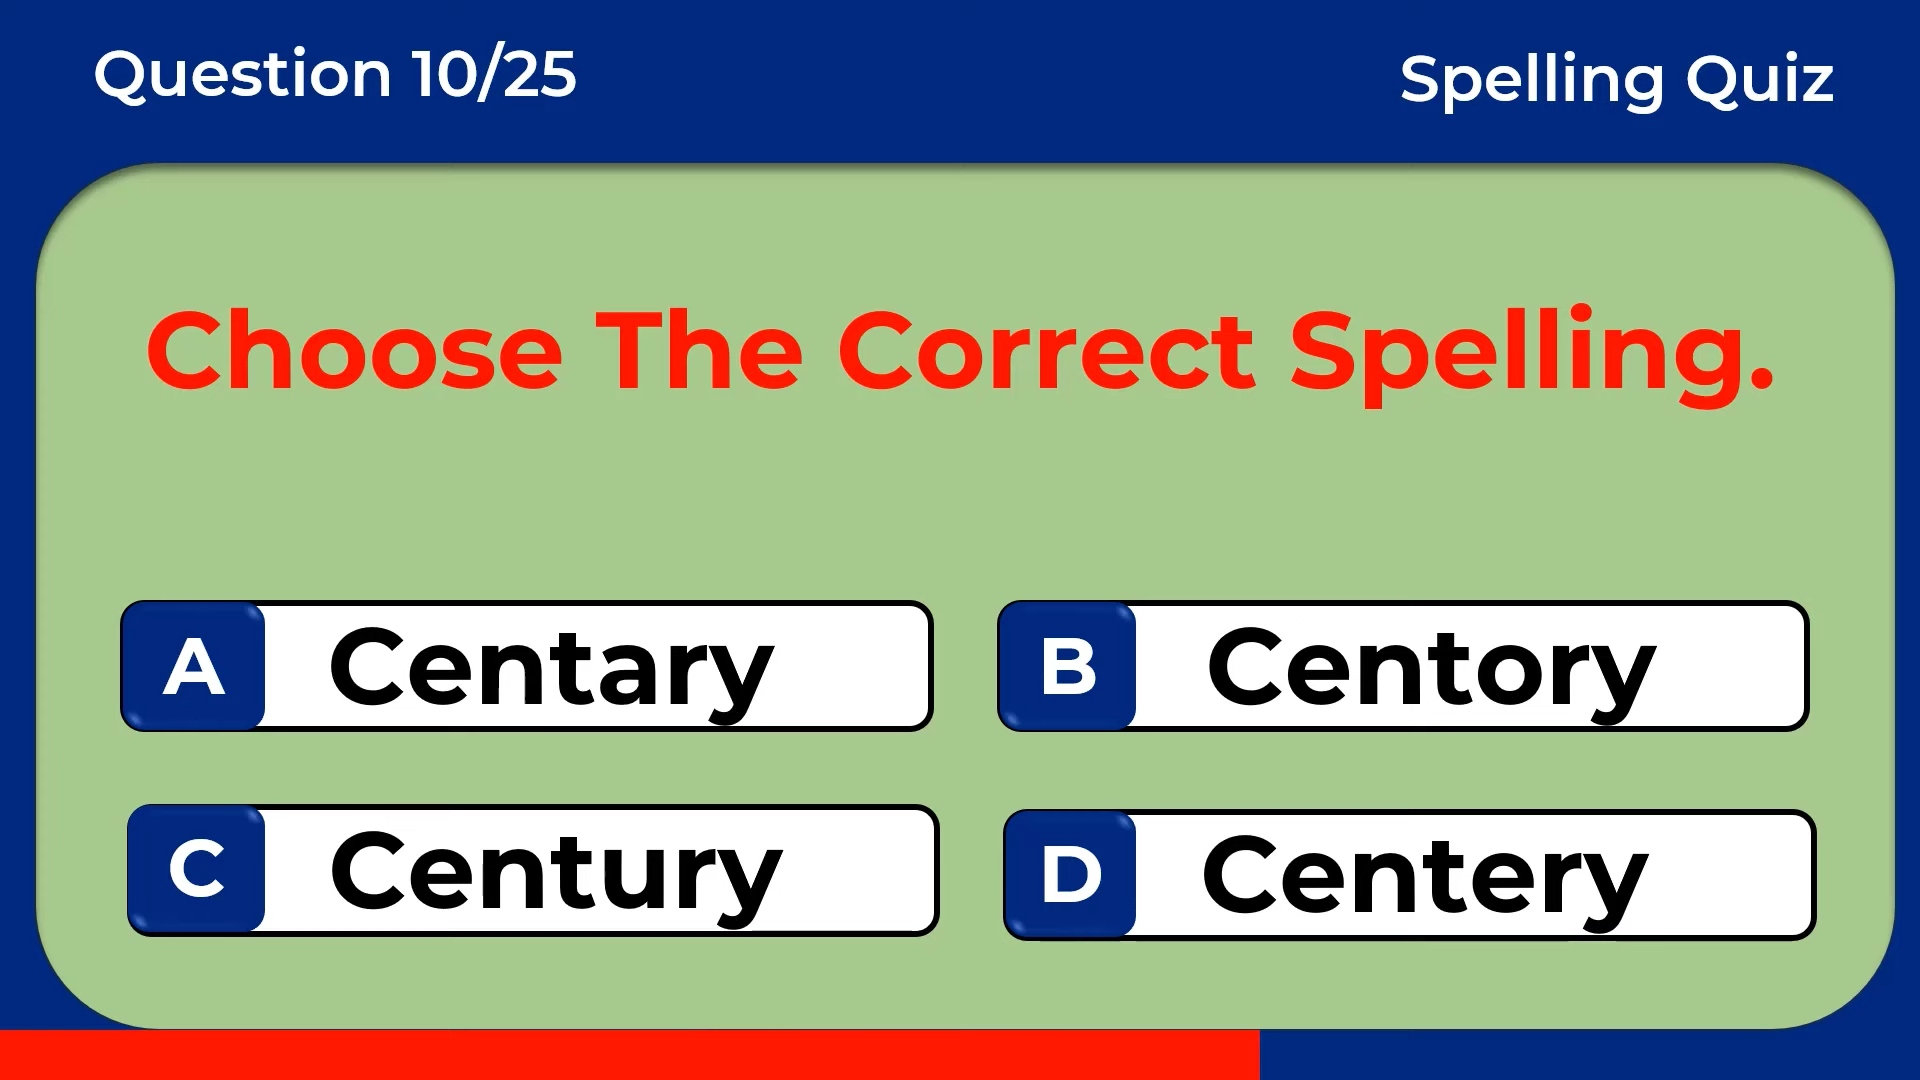 Question 10/25
Spelling Quiz
Choose The Correct Spelling.
A Centary
B Centory
C Century
D Centery